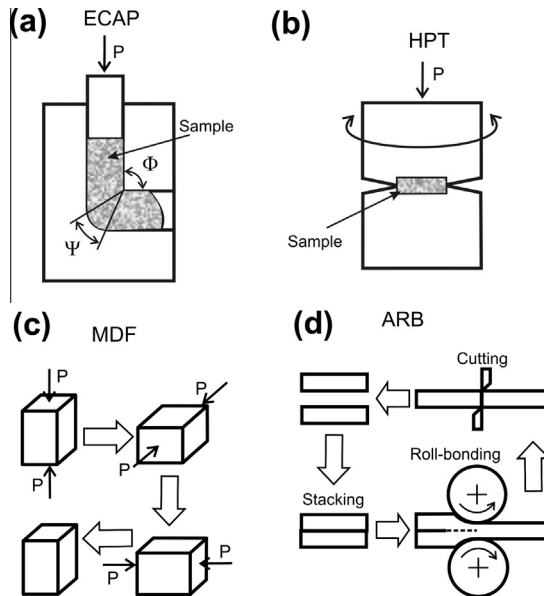 (a)
ECAP
P
Sample
Φ
Ψ
(b)
HPT
P
Sample
(c)
MDF
P
P
P
P
P
P
(d)
ARB
Cutting
Roll-bonding
Stacking